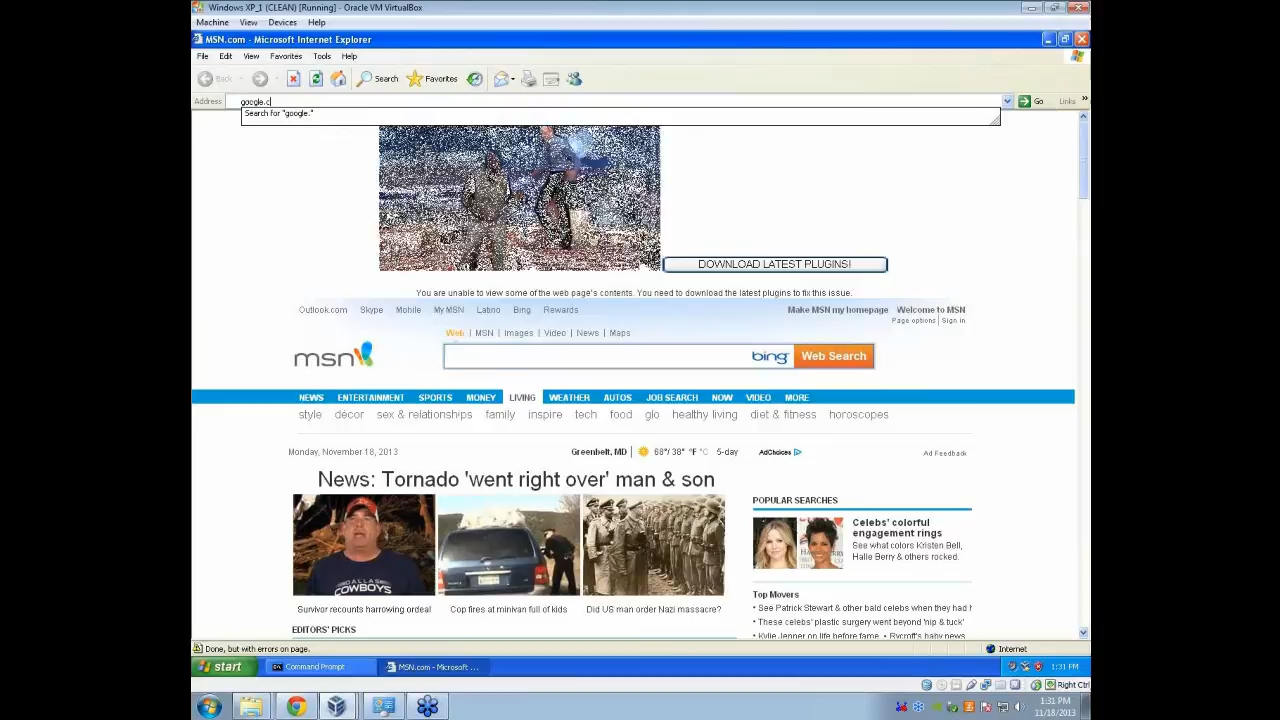 Windows XP_1 (CLEAN) [Running] - Oracle VM VirtualBox
Machine View Devices Help
MSN.com - Microsoft Internet Explorer
File Edit View Favorites Tools Help
Back Search Favorites
Address google.c Go Links »
Search for "google."
DOWNLOAD LATEST PLUGINS!
You are unable to view some of the web page's contents. You need to download the latest plugins to fix this issue.
Outlook.com Skype Mobile My MSN Latino Bing Rewards Make MSN my homepage Welcome to MSN
Page options | Sign in
Web | MSN | Images | Video | News | Maps
msn bing Web Search
NEWS ENTERTAINMENT SPORTS MONEY LIVING WEATHER AUTOS JOB SEARCH NOW VIDEO MORE
style décor sex & relationships family inspire tech food glo healthy living diet & fitness horoscopes
Monday, November 18, 2013 Greenbelt, MD | 68°/ 38° °F °C 5-day AdChoices Ad Feedback
News: Tornado 'went right over' man & son
POPULAR SEARCHES
Celebs' colorful
engagement rings
See what colors Kristen Bell,
Halle Berry & others rocked.
DALLAS
COWBOYS
Top Movers
Survivor recounts harrowing ordeal Cop fires at minivan full of kids Did US man order Nazi massacre?
• See Patrick Stewart & other bald celebs when they had h
• These celebs' plastic surgery went beyond 'nip & tuck'
EDITORS' PICKS
• Kylie Jenner on life before fame • Rycroft's baby news
Done, but with errors on page. Internet
start Command Prompt MSN.com - Microsoft ... 1:31 PM
Right Ctrl
1:31 PM
11/18/2013